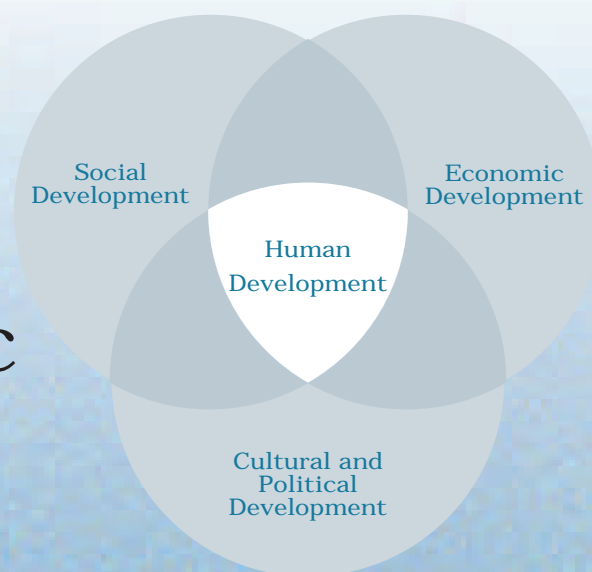 Social
Development
Economic
Development
Human
Development
C
Cultural and
Political
Development